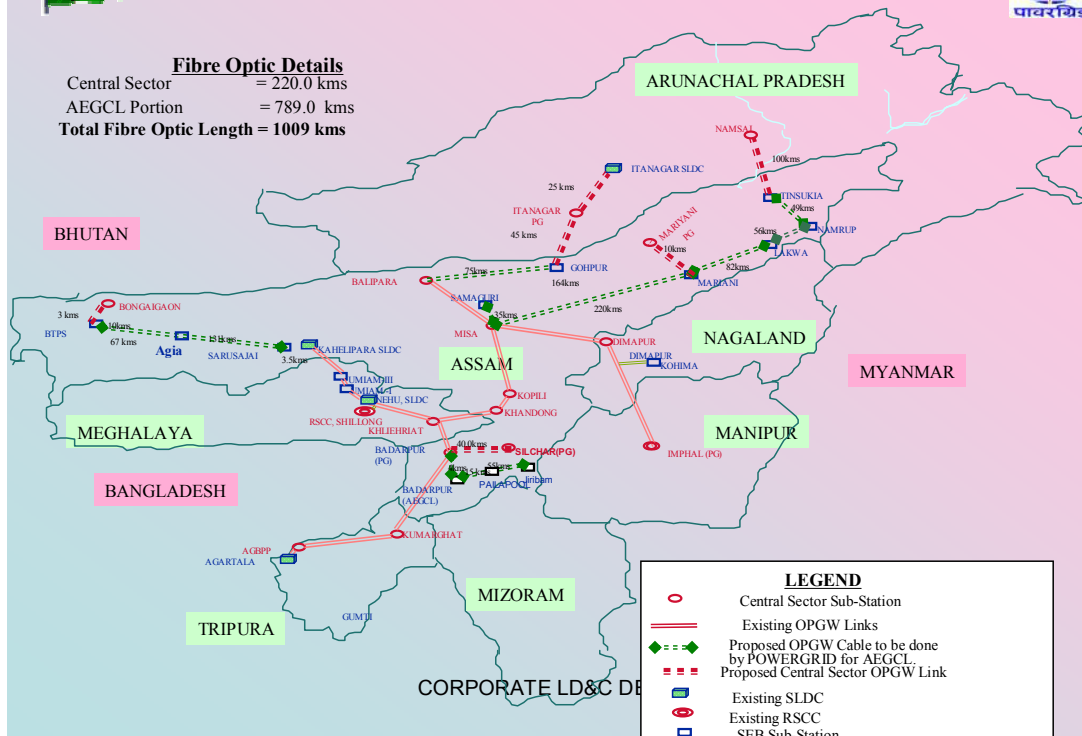 पावरग्रिड
Fibre Optic Details
Central Sector = 220.0 kms
AEGCL Portion = 789.0 kms
Total Fibre Optic Length = 1009 kms
ARUNACHAL PRADESH
NAMSAI
100kms
ITANAGAR SLDC
25 kms
TINSUKIA
49kms
ITANAGAR
PG
MARIYANI
PG
NAMRUP
56kms
45 kms
BHUTAN
10kms
LAKWA
82kms
75kms
GOHPUR
164kms
MARIANI
BALIPARA
SAMAGURI
35kms
220kms
BONGAIGAON
3 kms
10kms
BTPS
67 kms
131kms
Agia
SARUSAJAI
3.5kms
KAHELIPARA SLDC
MISA
NAGALAND
DIMAPUR
DIMAPUR
KOHIMA
ASSAM
MYANMAR
UMIAM-III
UMIAM-I
NEHU, SLDC
KOPILI
KHANDONG
RSCC, SHILLONG
KHLIEHRIAT
MEGHALAYA
MANIPUR
40.0kms
SILCHAR(PG)
IMPHAL (PG)
BADARPUR
(PG)
55kms
PAILAPOOL
Jiribam
BANGLADESH
BADARPUR
(AEGCL)
KUMARGHAT
AGBPP
AGARTALA
MIZORAM
GUMTI
TRIPURA
CORPORATE LD&C DE
LEGEND
Central Sector Sub-Station
Existing OPGW Links
Proposed OPGW Cable to be done
by POWERGRID for AEGCL.
Proposed Central Sector OPGW Link
Existing SLDC
Existing RSCC
SEB Sub-Station